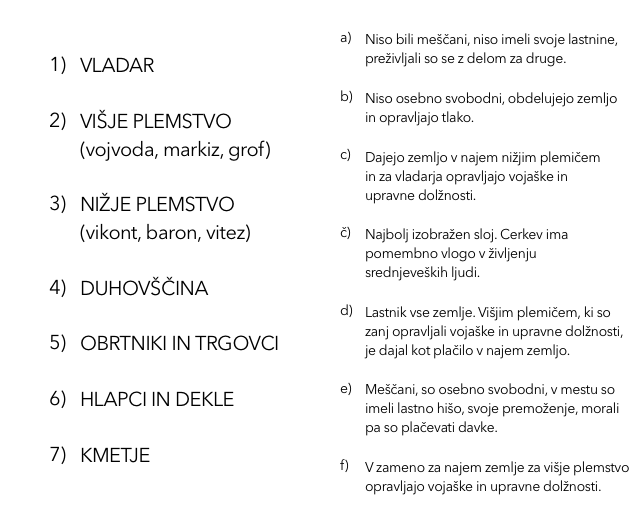 1) VLADAR
2) VIŠJE PLEMSTVO
(vojvoda, markiz, grof)
3) NIŽJE PLEMSTVO
(vikont, baron, vitez)
4) DUHOVŠČINA
5) OBRTNIKI IN TRGOVCI
6) HLAPCI IN DEKLE
7) KMETJE
a) Niso bili meščani, niso imeli svoje lastnine,
preživljali so se z delom za druge.
b) Niso osebno svobodni, obdelujejo zemljo
in opravljajo tlako.
c) Dajejo zemljo v najem nižjim plemičem
in za vladarja opravljajo vojaške in
upravne dolžnosti.
č) Najbolj izobražen sloj. Cerkev ima
pomembno vlogo v življenju
srednjeveških ljudi.
d) Lastnik vse zemlje. Višjim plemičem, ki so
zanj opravljali vojaške in upravne dolžnosti,
je dajal kot plačilo v najem zemljo.
e) Meščani, so osebno svobodni, v mestu so
imeli lastno hišo, svoje premoženje, morali
pa so plačevati davke.
f) V zameno za najem zemlje za višje plemstvo
opravljajo vojaške in upravne dolžnosti.